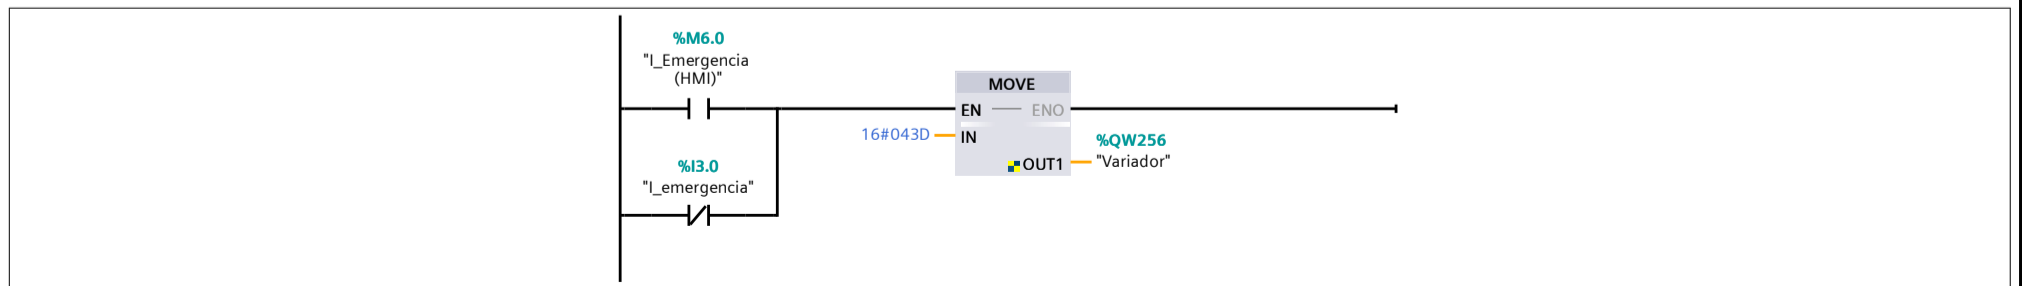 %M6.0
"I_Emergencia
(HMI)"
MOVE
EN
ENO
16#043D
IN
%QW256
OUT1
"Variador"
%I3.0
"I_emergencia"